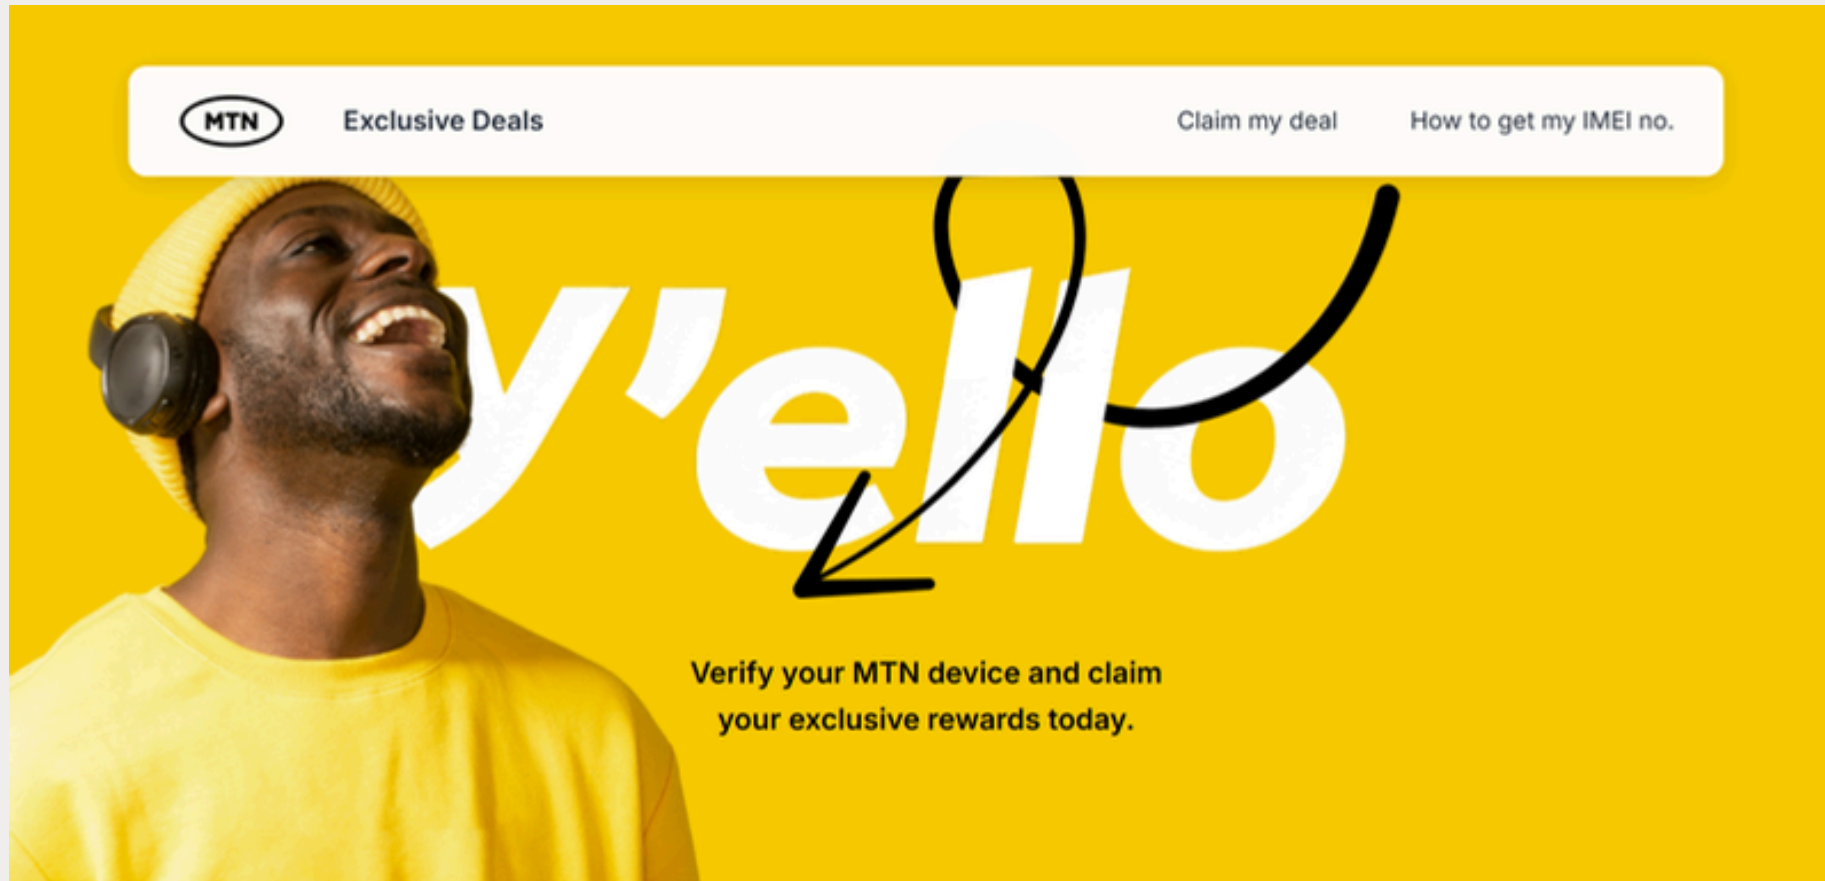 MTN
Exclusive Deals
Claim my deal
How to get my IMEI no.
y’ello
Verify your MTN device and claim
your exclusive rewards today.